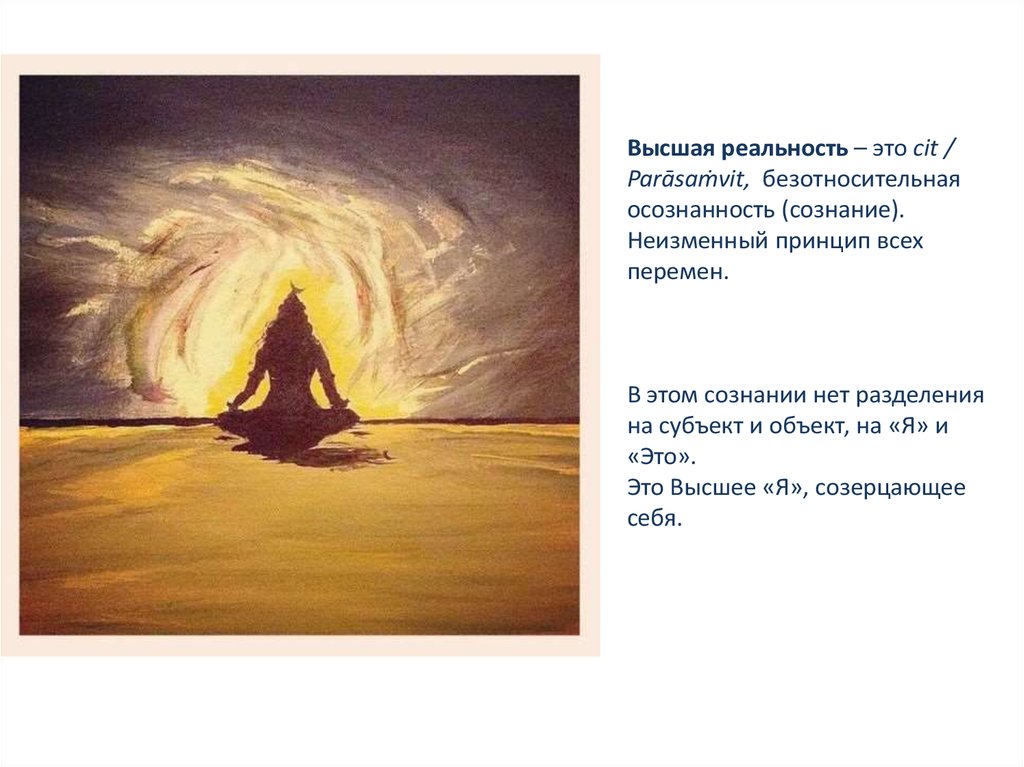 Высшая реальность – это cit /
Parāsaṁvit, безотносительная
осознанность (сознание).
Неизменный принцип всех
перемен.
В этом сознании нет разделения
на субъект и объект, на «Я» и
«Это».
Это Высшее «Я», созерцающее
себя.